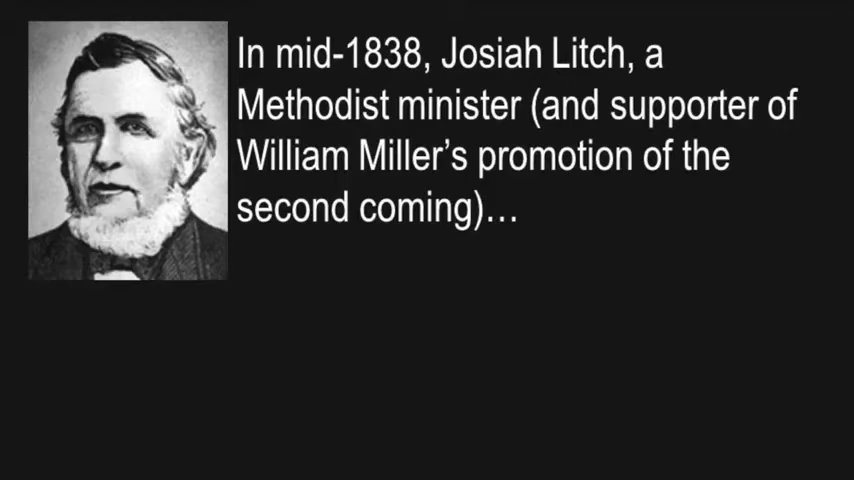 In mid-1838, Josiah Litch, a
Methodist minister (and supporter of
William Miller’s promotion of the
second coming)…